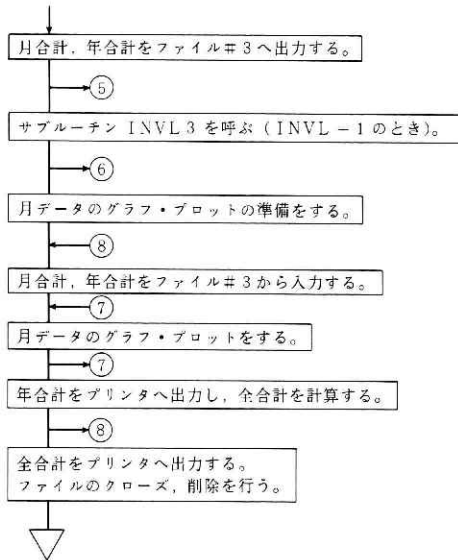 月合計，年合計をファイル＃3へ出力する。
⑤
サブルーチン INVL3 を呼ぶ（INVL－1のとき）。
⑥
月データのグラフ・プロットの準備をする。
⑧
月合計，年合計をファイル＃3から入力する。
⑦
月データのグラフ・プロットをする。
⑦
年合計をプリンタへ出力し，全合計を計算する。
⑧
全合計をプリンタへ出力する。
ファイルのクローズ，削除を行う。